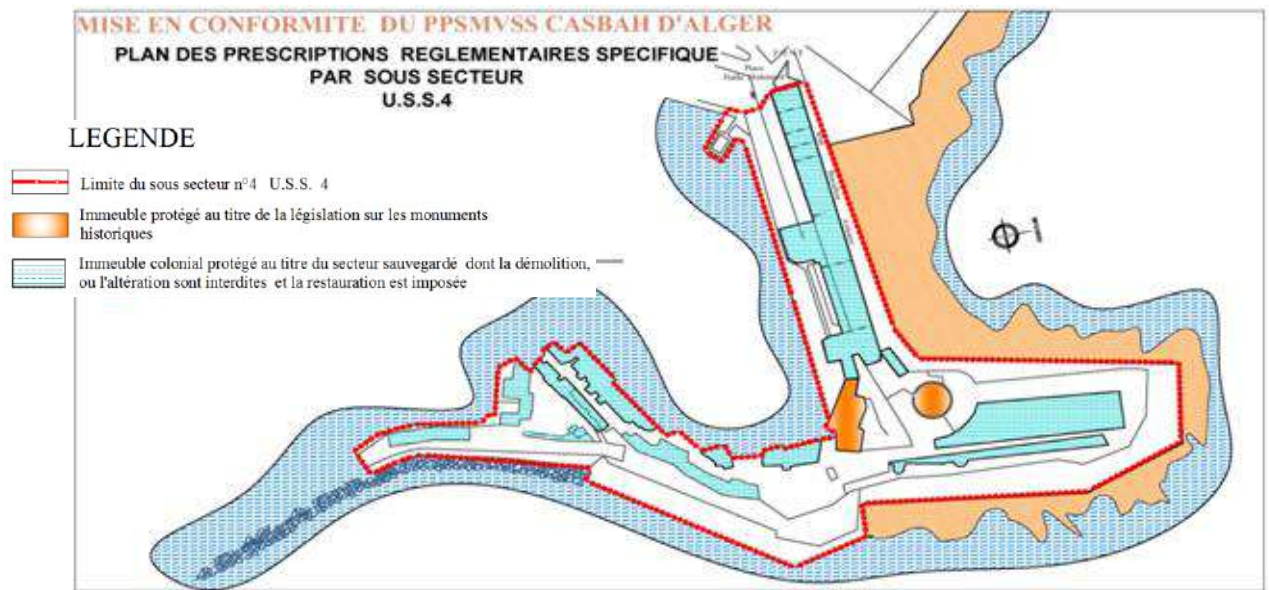 MISE EN CONFORMITE DU PPSMVSS CASBAH D'ALGER
PLAN DES PRESCRIPTIONS REGLEMENTAIRES SPECIFIQUE
PAR SOUS SECTEUR
U.S.S.4
Place
LEGENDE
Limite du sous secteur n°4 U.S.S. 4
Immeuble protégé au titre de la législation sur les monuments
historiques
Immeuble colonial protégé au titre du secteur sauvegardé dont la démolition,
ou l'altération sont interdites et la restauration est imposée